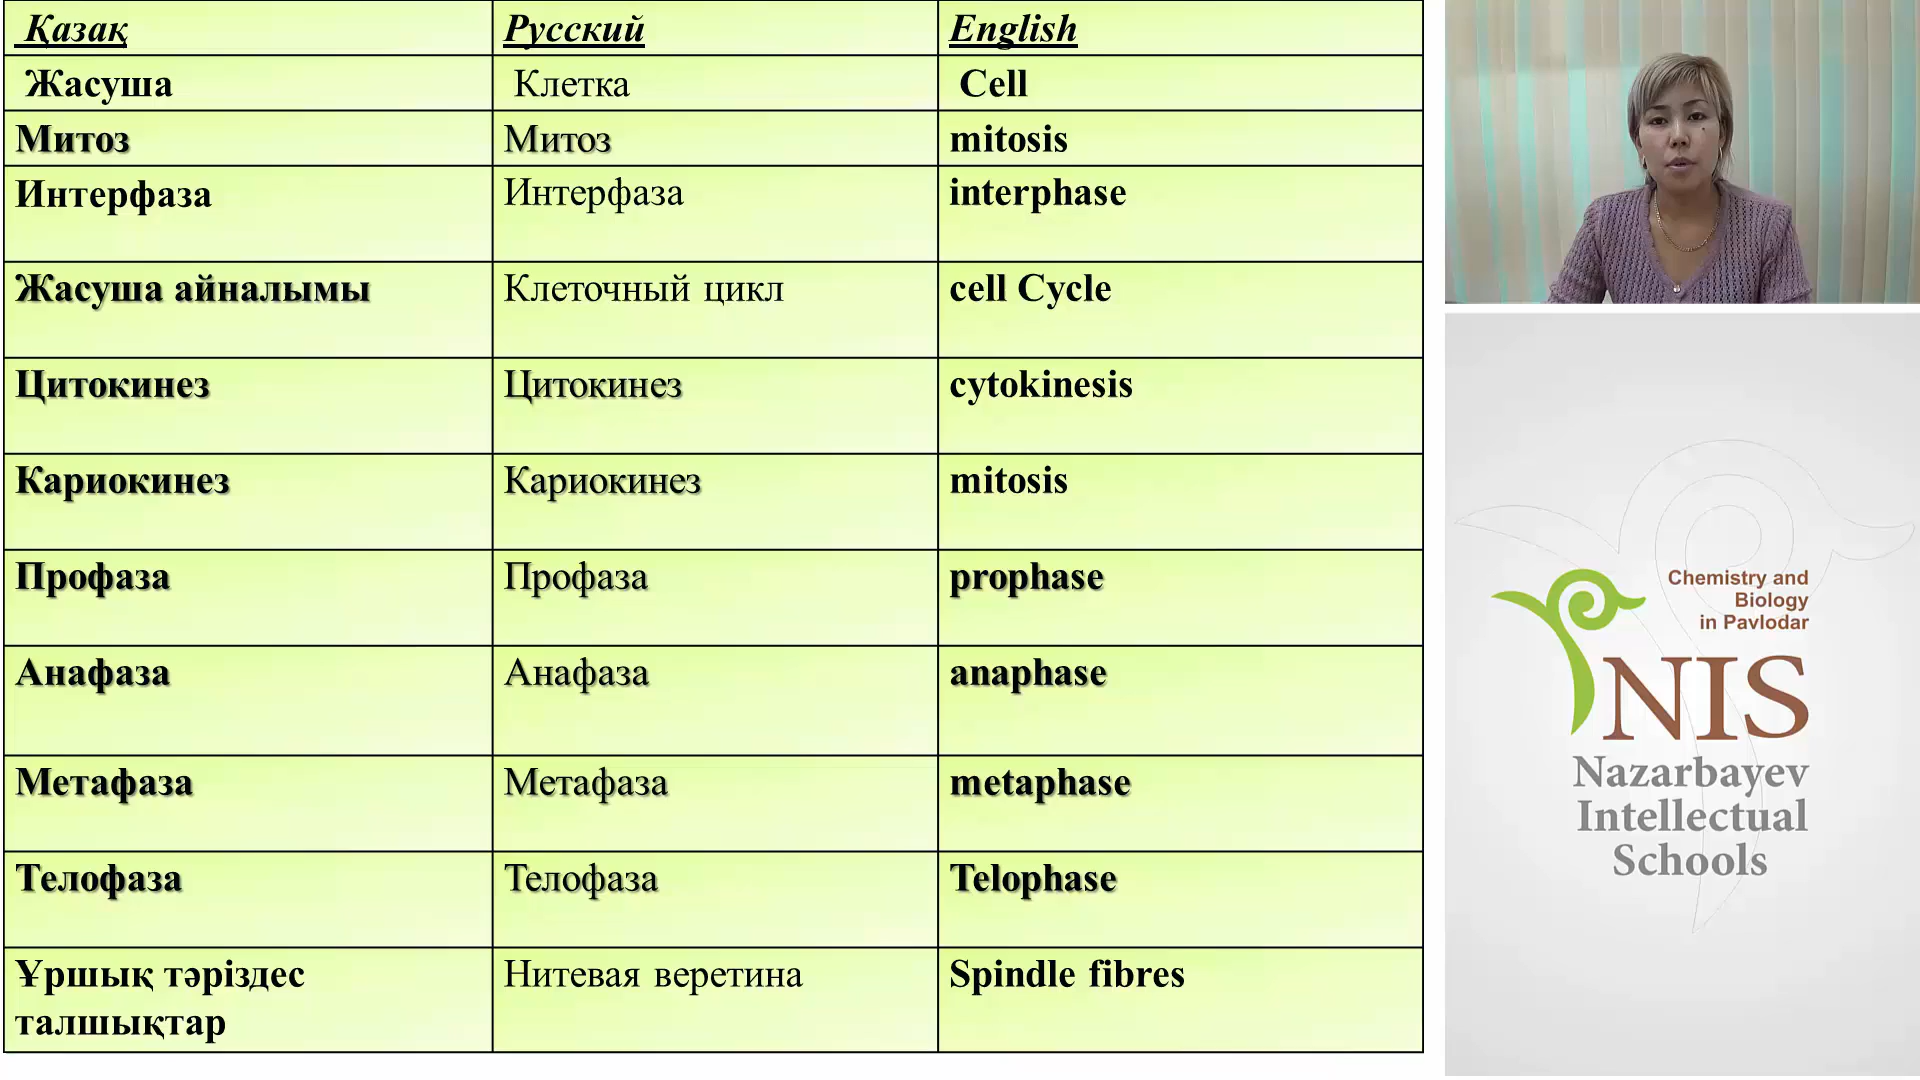 Қазақ Русский English
Жасуша Клетка Cell
Митоз Митоз mitosis
Интерфаза Интерфаза interphase
Жасуша айналымы Клеточный цикл cell Cycle
Цитокинез Цитокинез cytokinesis
Кариокинез Кариокинез mitosis
Профаза Профаза prophase
Анафаза Анафаза anaphase
Метафаза Метафаза metaphase
Телофаза Телофаза Telophase
Ұршық тәріздес Нитевая веретина Spindle fibres
талшықтар
Chemistry and
Biology
in Pavlodar
NIS
Nazarbayev
Intellectual
Schools